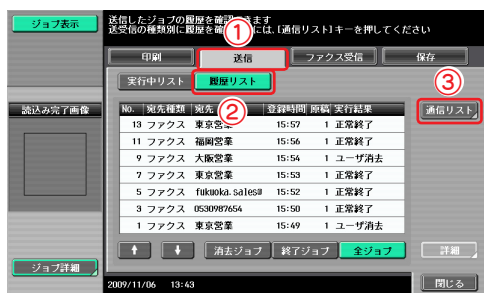 ジョブ表示
送信したジョブの履歴を確認できます
送受信の種類別に履歴を確 には、[通信リスト]キーを押してください
①
印刷 送信 ファクス受信 保存
実行中リスト 履歴リスト
③
②
読込み完了画像
通信リスト
No. 宛先種類 宛先 登録時間 原稿 実行結果
13 ファクス 東京営業 15:57 1 正常終了
11 ファクス 福岡営業 15:56 1 正常終了
9 ファクス 大阪営業 15:54 1 ユーザ消去
7 ファクス 東京営業 15:53 1 正常終了
5 ファクス fukuoka.sales@ 15:52 1 正常終了
3 ファクス 0530987654 15:50 1 正常終了
1 ファクス 東京営業 15:49 1 ユーザ消去
↑ ↓ 消去ジョブ 終了ジョブ 全ジョブ 詳細
ジョブ詳細
2009/11/06 13:43 閉じる